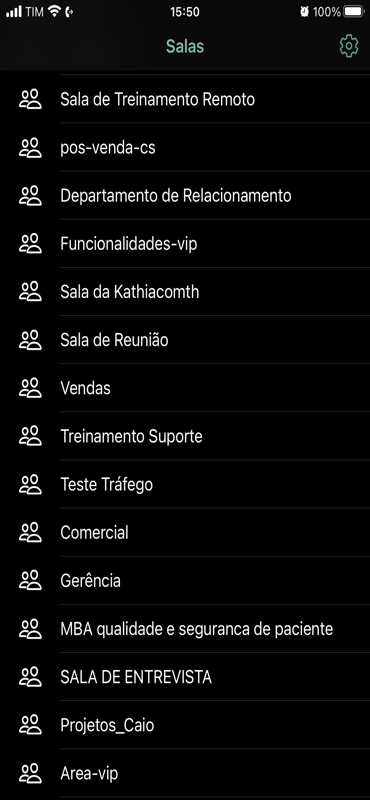 TIM 15:50 100%
Salas
Sala de Treinamento Remoto
pos-venda-cs
Departamento de Relacionamento
Funcionalidades-vip
Sala da Kathiacomth
Sala de Reunião
Vendas
Treinamento Suporte
Teste Tráfego
Comercial
Gerência
MBA qualidade e seguranca de paciente
SALA DE ENTREVISTA
Projetos_Caio
Area-vip